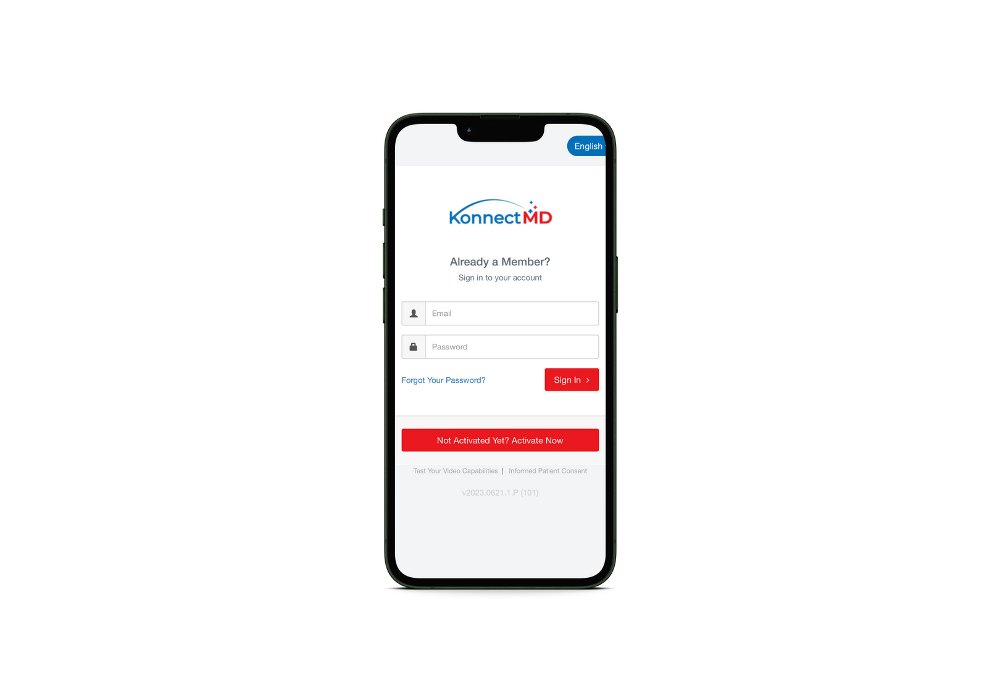 English
KonnectMD
Already a Member?
Sign in to your account
Email
Password
Forgot Your Password?
Sign In
Not Activated Yet? Activate Now
Test Your Video Capabilities | Informed Patient Consent
v2023.0621.1.P (101)